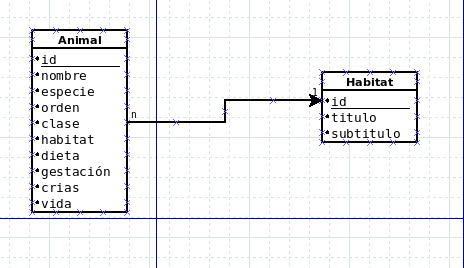 Animal
id
nombre
especie
orden
clase
habitat
dieta
gestación
crias
vida
n
1
Habitat
id
titulo
subtitulo